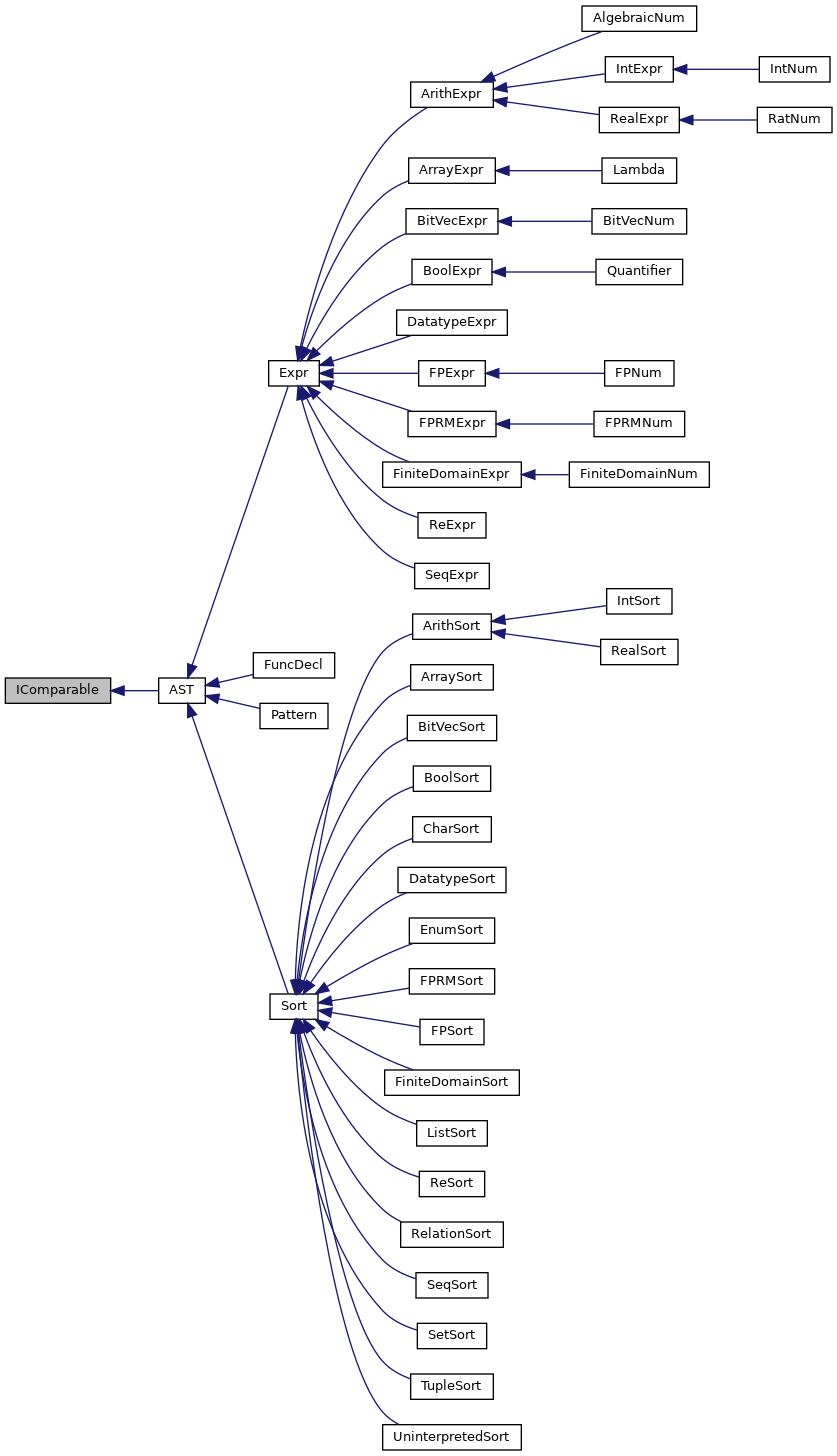 AlgebraicNum
IntExpr
IntNum
ArithExpr
RealExpr
RatNum
ArrayExpr
Lambda
BitVecExpr
BitVecNum
BoolExpr
Quantifier
DatatypeExpr
Expr
FPExpr
FPNum
FPRMExpr
FPRMNum
FiniteDomainExpr
FiniteDomainNum
ReExpr
SeqExpr
IntSort
ArithSort
RealSort
FuncDecl
ArraySort
IComparable
AST
Pattern
BitVecSort
BoolSort
CharSort
DatatypeSort
EnumSort
FPRMSort
Sort
FPSort
FiniteDomainSort
ListSort
ReSort
RelationSort
SeqSort
SetSort
TupleSort
UninterpretedSort